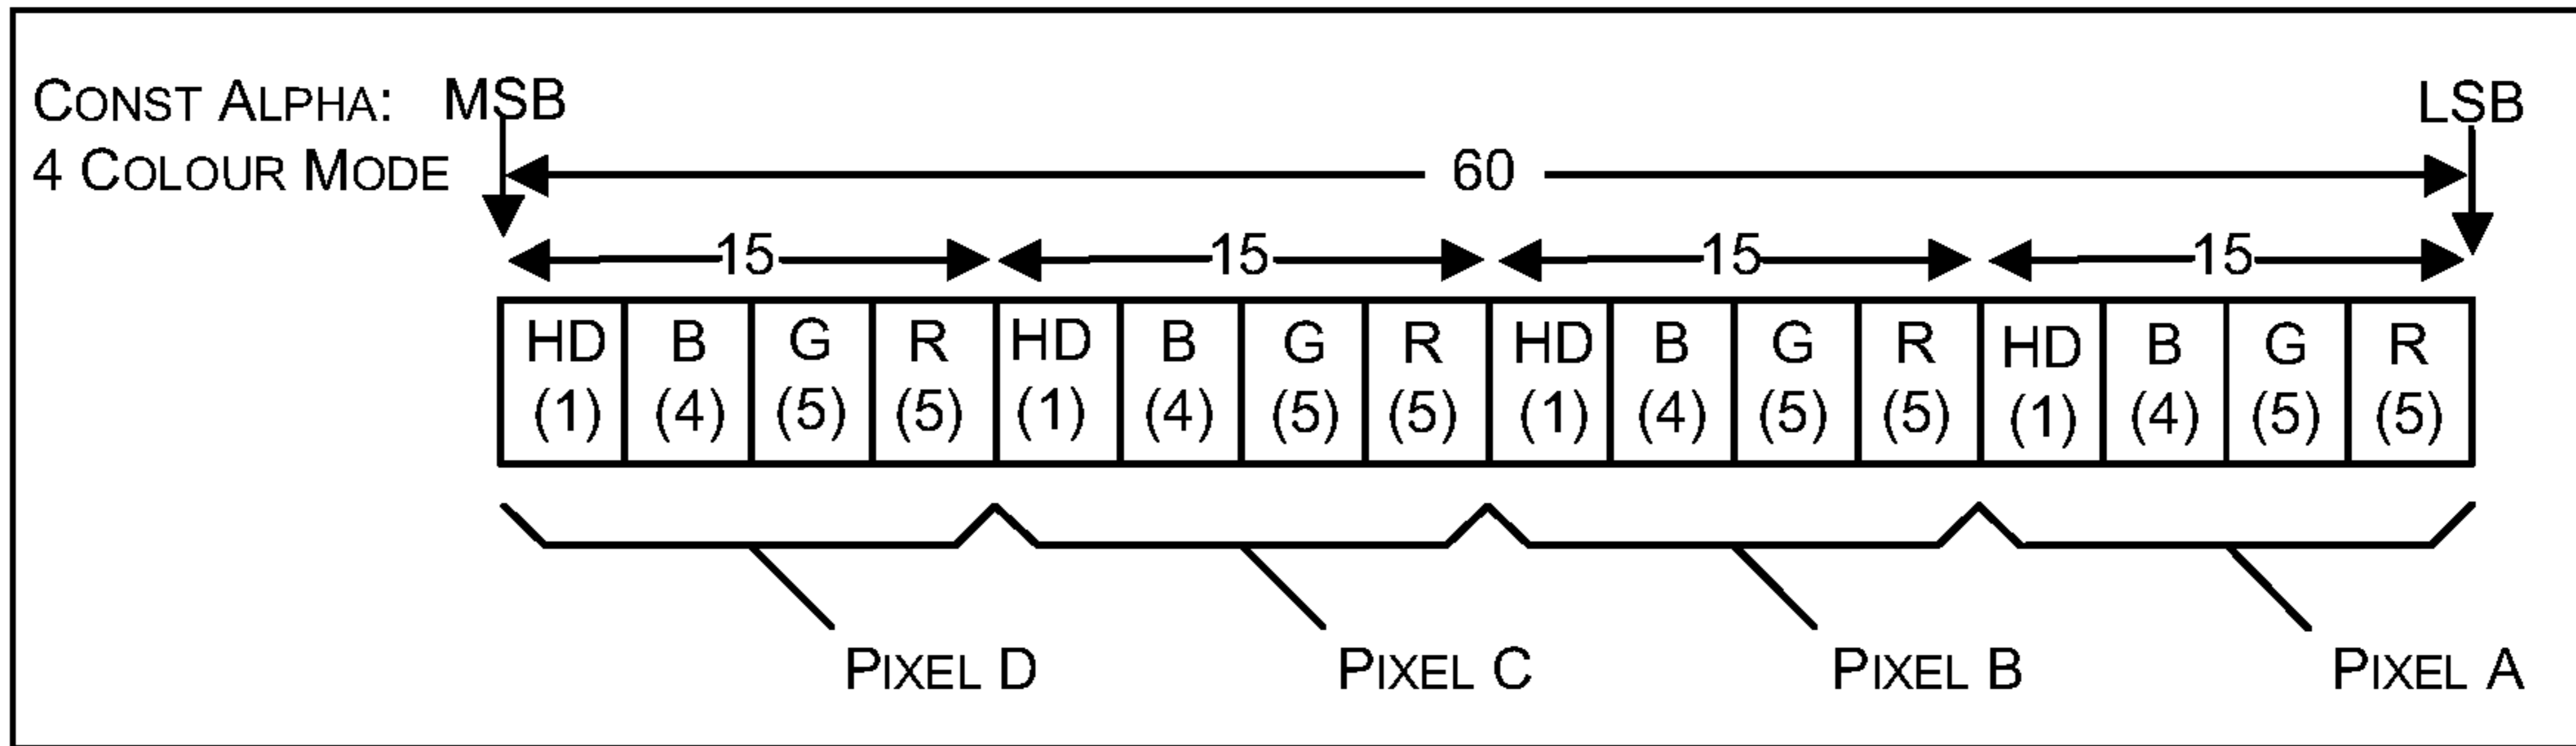 CONST ALPHA: MSB LSB
4 COLOUR MODE 60
15 15 15 15
HD B G R HD B G R HD B G R HD B G R
(1) (4) (5) (5) (1) (4) (5) (5) (1) (4) (5) (5) (1) (4) (5) (5)
PIXEL D PIXEL C PIXEL B PIXEL A